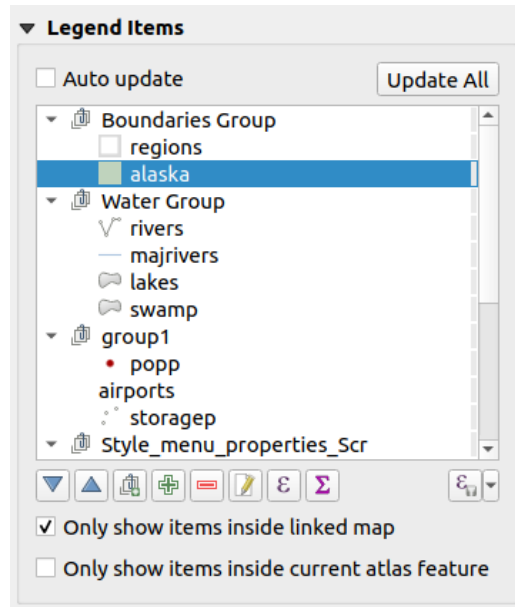 Legend Items
Auto update
Update All
Boundaries Group
regions
alaska
Water Group
rivers
majrivers
lakes
swamp
group1
popp
airports
storagep
Style_menu_properties_Scr
ε Σ ε
Only show items inside linked map
Only show items inside current atlas feature